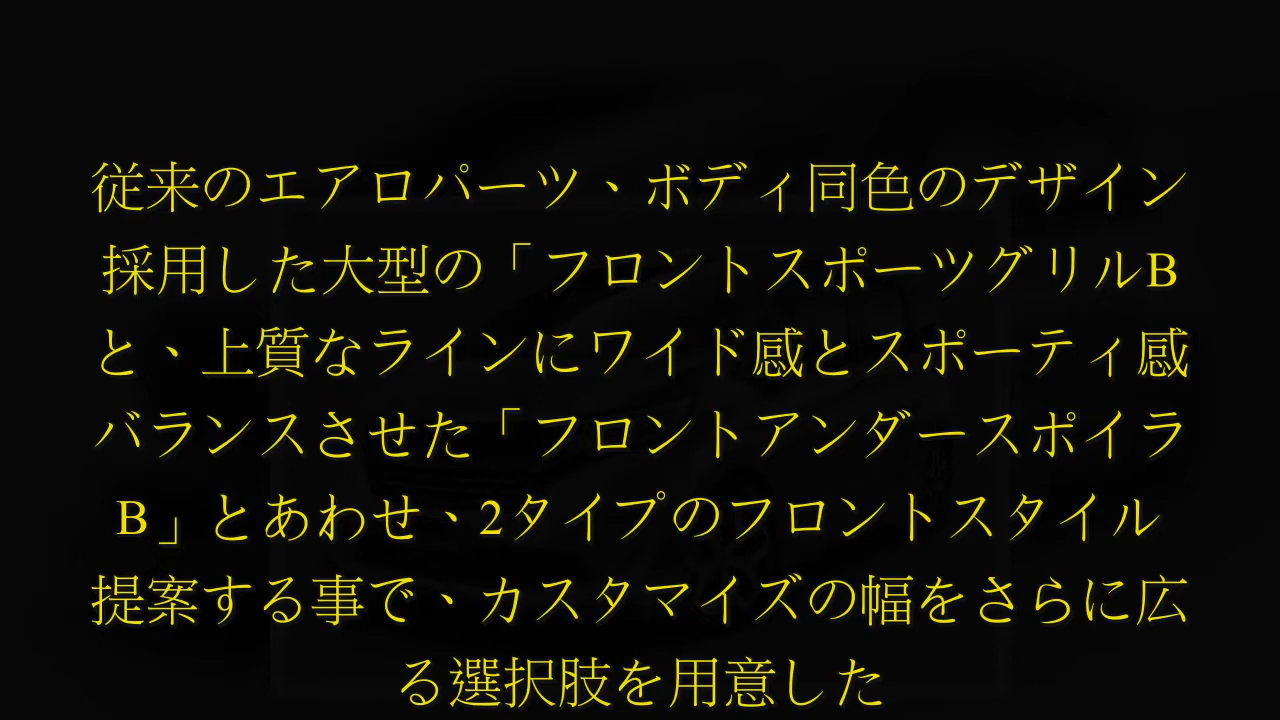 従来のエアロパーツ、ボディ同色のデザイン
採用した大型の「フロントスポーツグリルB
と、上質なラインにワイド感とスポーティ感
バランスさせた「フロントアンダースポイラ
B」とあわせ、2タイプのフロントスタイル
提案する事で、カスタマイズの幅をさらに広
る選択肢を用意した